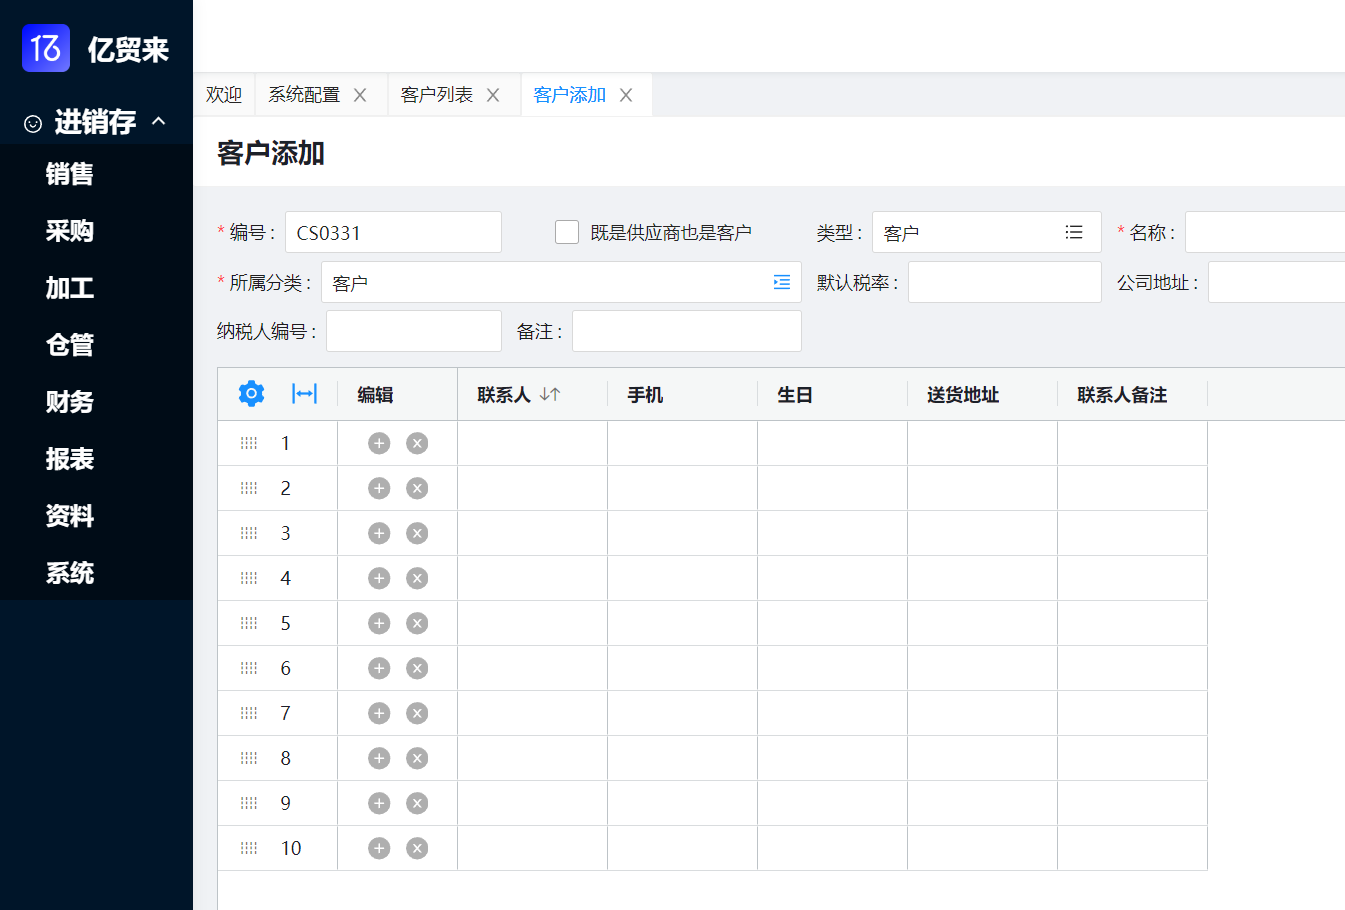 亿贸来
进销存
销售
采购
加工
仓管
财务
报表
资料
系统
欢迎 系统配置 客户列表 客户添加
客户添加
* 编号 : CS0331 既是供应商也是客户 类型 : 客户 * 名称 :
* 所属分类 : 客户 默认税率 : 公司地址 :
纳税人编号 : 备注 :
编辑 联系人 手机 生日 送货地址 联系人备注
1
2
3
4
5
6
7
8
9
10